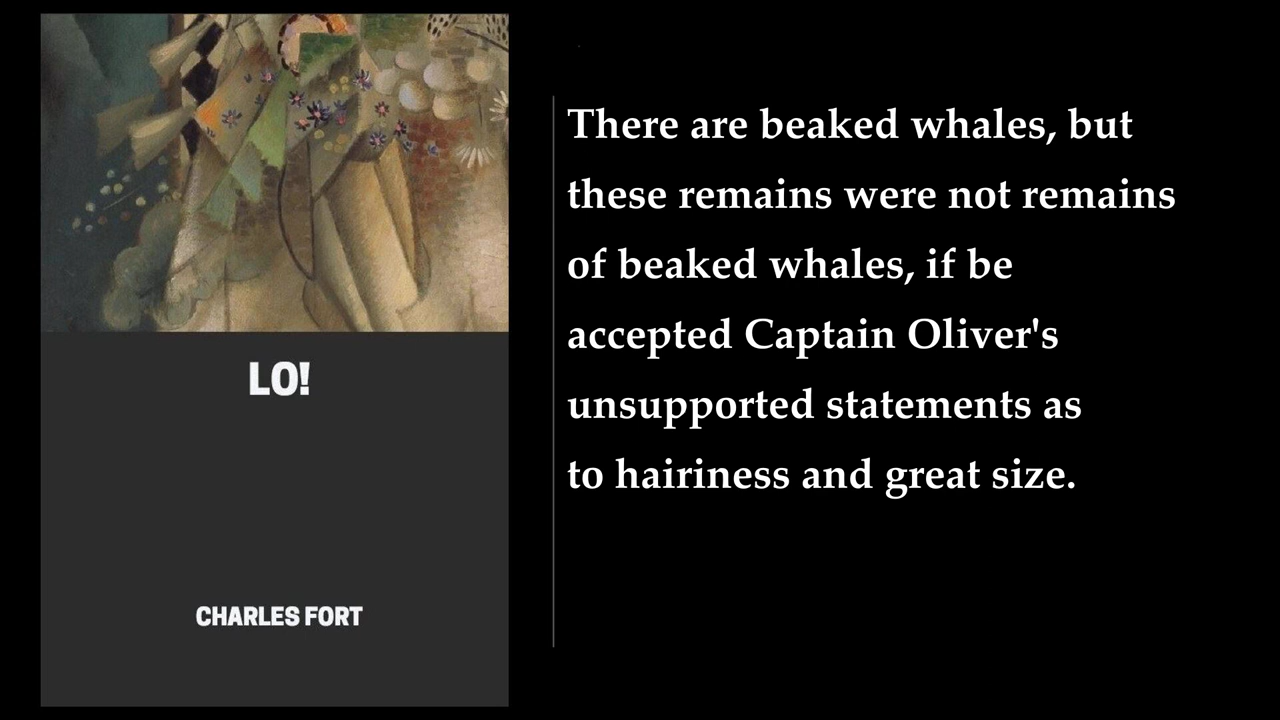 LO!
CHARLES FORT
There are beaked whales, but
these remains were not remains
of beaked whales, if be
accepted Captain Oliver's
unsupported statements as
to hairiness and great size.